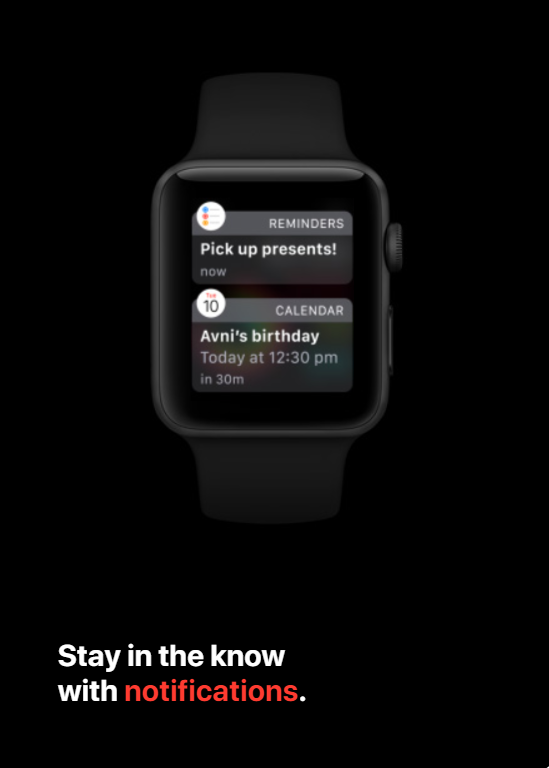 REMINDERS
Pick up presents!
now
Tue
10
CALENDAR
Avni's birthday
Today at 12:30 pm
in 30m
Stay in the know
with notifications.